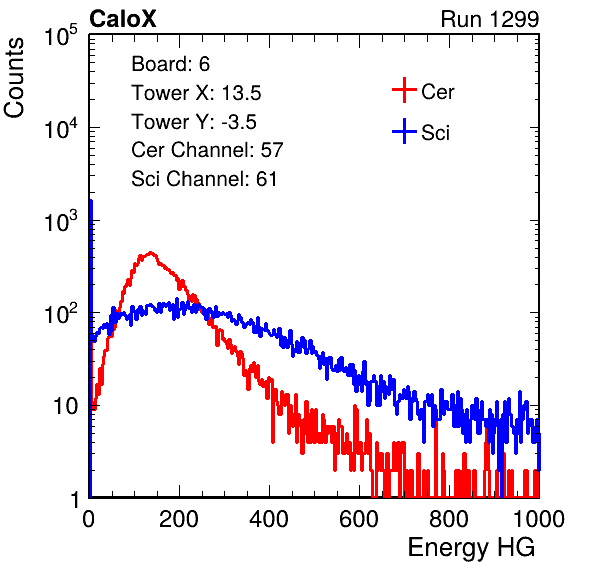 CaloX Run 1299
Counts
Board: 6
Tower X: 13.5
Tower Y: -3.5
Cer Channel: 57
Sci Channel: 61
Cer
Sci
10^5
10^4
10^3
10^2
10
1
0 200 400 600 800 1000
Energy HG